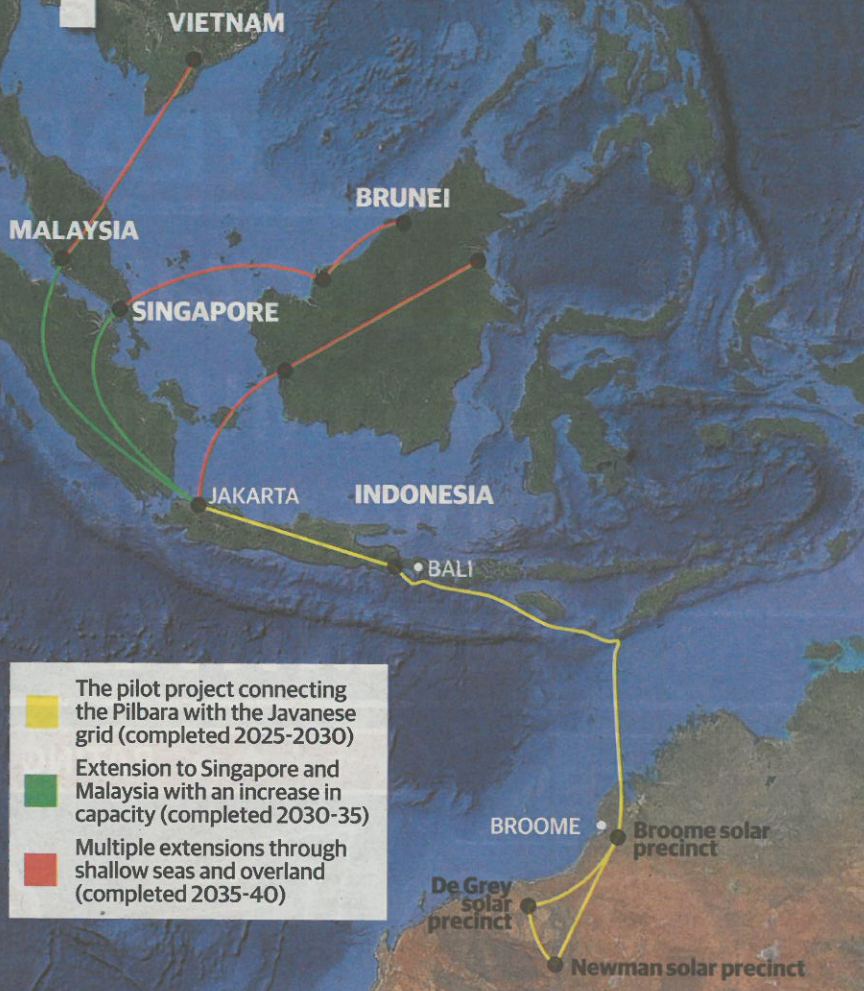 VIETNAM
BRUNEI
MALAYSIA
SINGAPORE
JAKARTA
INDONESIA
BALI
The pilot project connecting
the Pilbara with the Javanese
grid (completed 2025-2030)
Extension to Singapore and
Malaysia with an increase in
capacity (completed 2030-35)
Multiple extensions through
shallow seas and overland
(completed 2035-40)
BROOME
Broome solar
precinct
De Grey
solar
precinct
Newman solar precinct